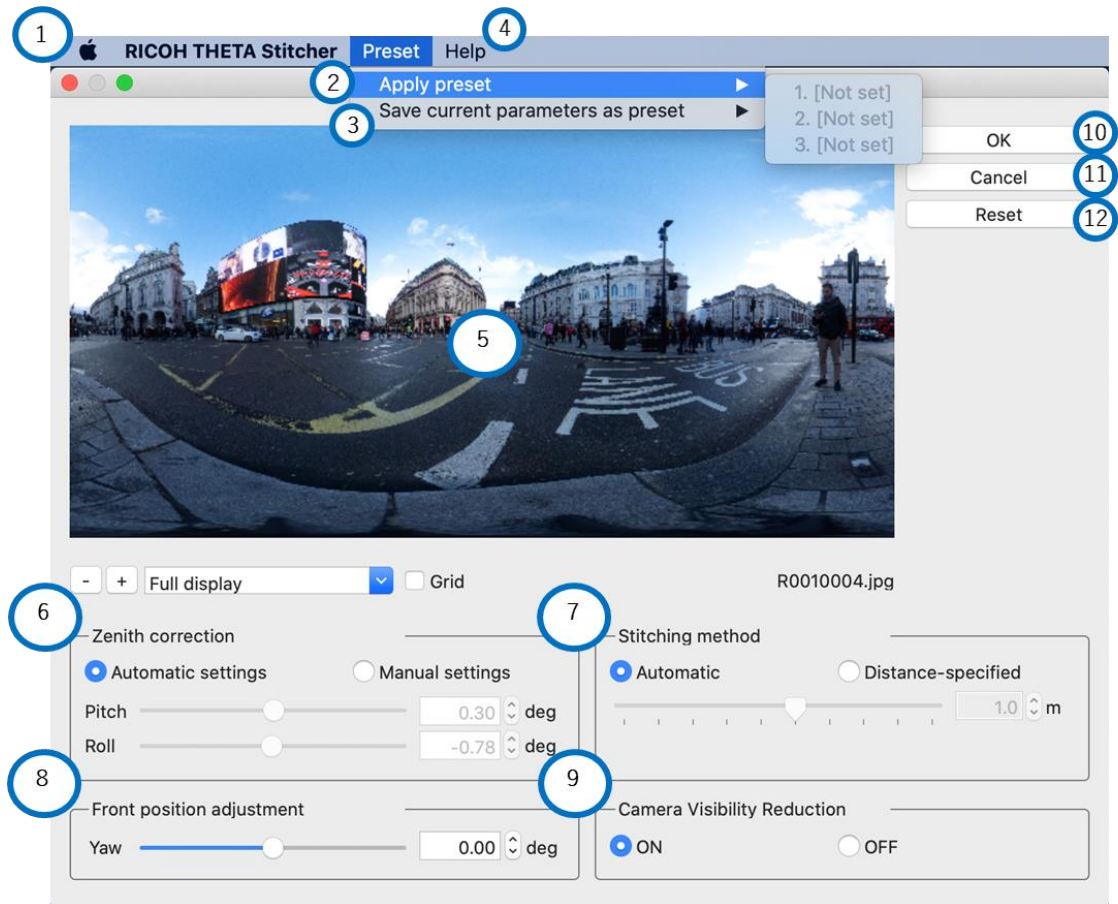 1
4
RICOH THETA Stitcher Preset Help
2
Apply preset
3
Save current parameters as preset
1. [Not set]
2. [Not set]
3. [Not set]
OK
10
Cancel
11
Reset
12
5
BUS
LANE
- + Full display Grid R0010004.jpg
6
7
Zenith correction
Stitching method
Automatic settings Manual settings
Automatic Distance-specified
Pitch 0.30 deg
1.0 m
Roll -0.78 deg
8
9
Front position adjustment
Camera Visibility Reduction
Yaw 0.00 deg
ON OFF